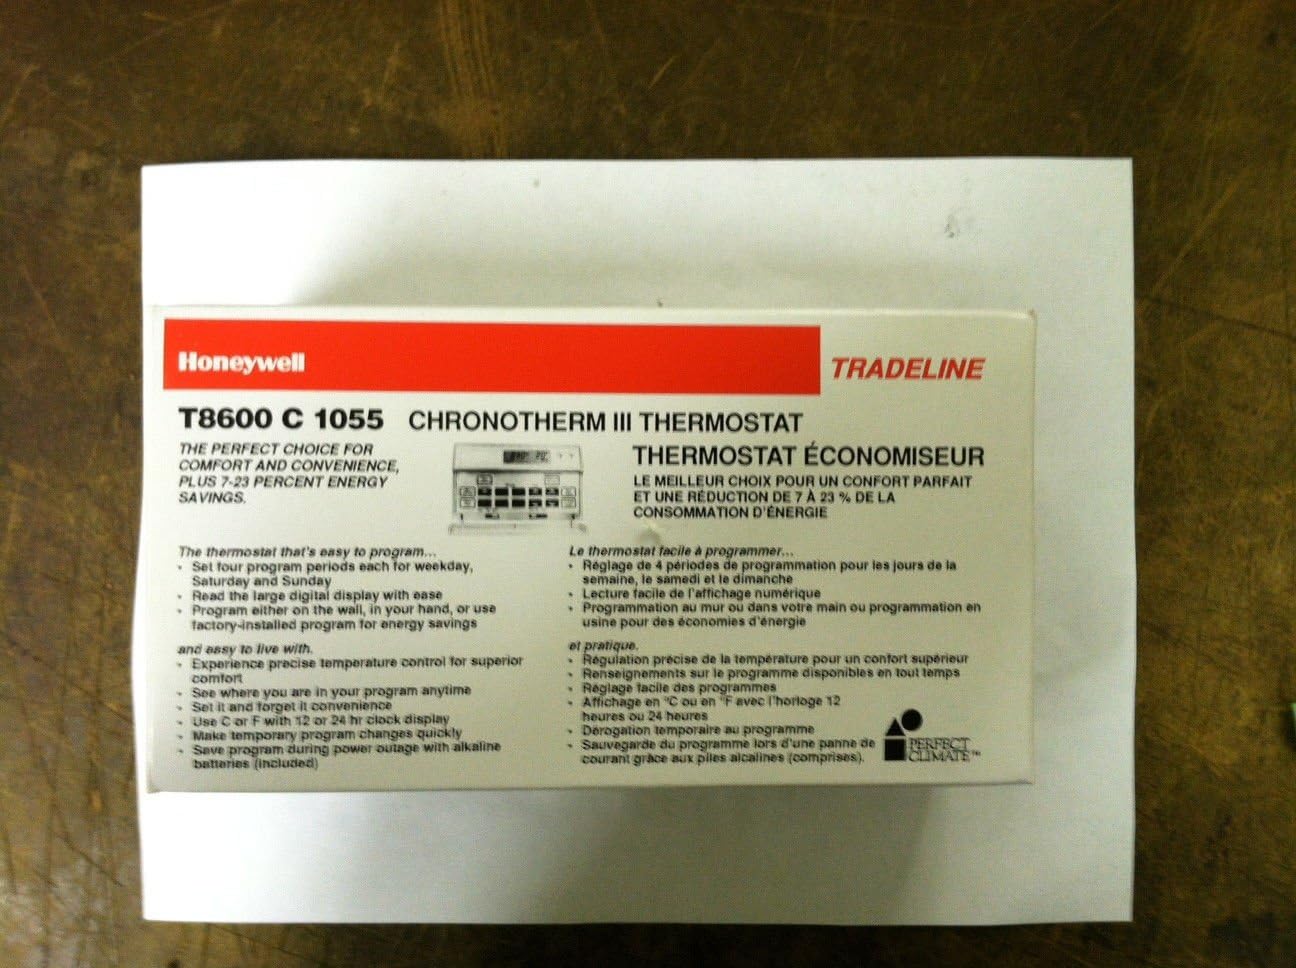 Honeywell
TRADELINE
T8600 C 1055 CHRONOTHERM III THERMOSTAT
THE PERFECT CHOICE FOR
COMFORT AND CONVENIENCE,
PLUS 7-23 PERCENT ENERGY
SAVINGS.
THERMOSTAT ÉCONOMISEUR
LE MEILLEUR CHOIX POUR UN CONFORT PARFAIT
ET UNE RÉDUCTION DE 7 À 23 % DE LA
CONSOMMATION D'ÉNERGIE
The thermostat that's easy to program...
• Set four program periods each for weekday,
Saturday and Sunday
• Read the large digital display with ease
• Program either on the wall, in your hand, or use
factory-installed program for energy savings
and easy to live with.
• Experience precise temperature control for superior
comfort
• See where you are in your program anytime
• Set it and forget it convenience
• Use C or F with 12 or 24 hr clock display
• Make temporary program changes quickly
• Save program during power outage with alkaline
batteries (included)
Le thermostat facile à programmer...
• Réglage de 4 périodes de programmation pour les jours de la
semaine, le samedi et le dimanche
• Lecture facile de l'affichage numérique
• Programmation au mur ou dans votre main ou programmation en
usine pour des économies d'énergie
et pratique.
• Régulation précise de la température pour un confort supérieur
• Renseignements sur le programme disponibles en tout temps
• Réglage facile des programmes
• Affichage en °C ou en °F avec l'horloge 12
heures ou 24 heures
• Dérogation temporaire au programme
• Sauvegarde du programme lors d'une panne de
courant grâce aux piles alcalines (comprises).
PERFECT
CLIMATE™